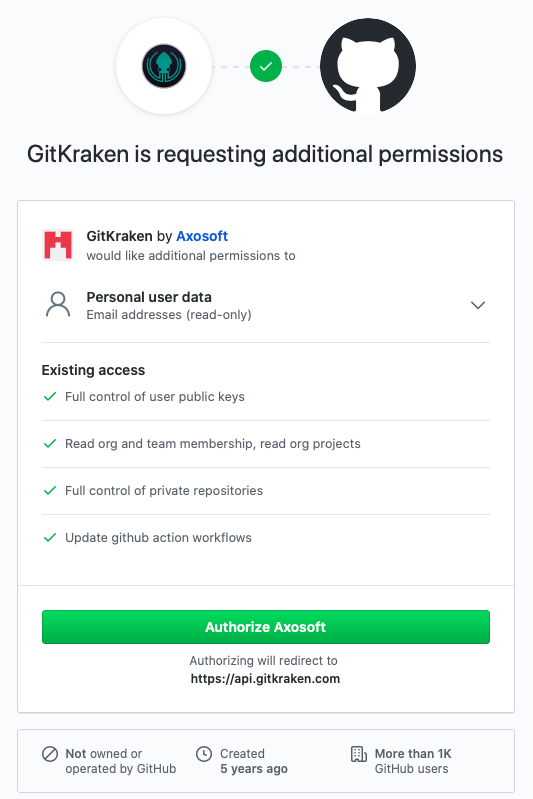 GitKraken is requesting additional permissions
GitKraken by Axosoft
would like additional permissions to
Personal user data
Email addresses (read-only)
Existing access
Full control of user public keys
Read org and team membership, read org projects
Full control of private repositories
Update github action workflows
Authorize Axosoft
Authorizing will redirect to
https://api.gitkraken.com
Not owned or
operated by GitHub
Created
5 years ago
More than 1K
GitHub users